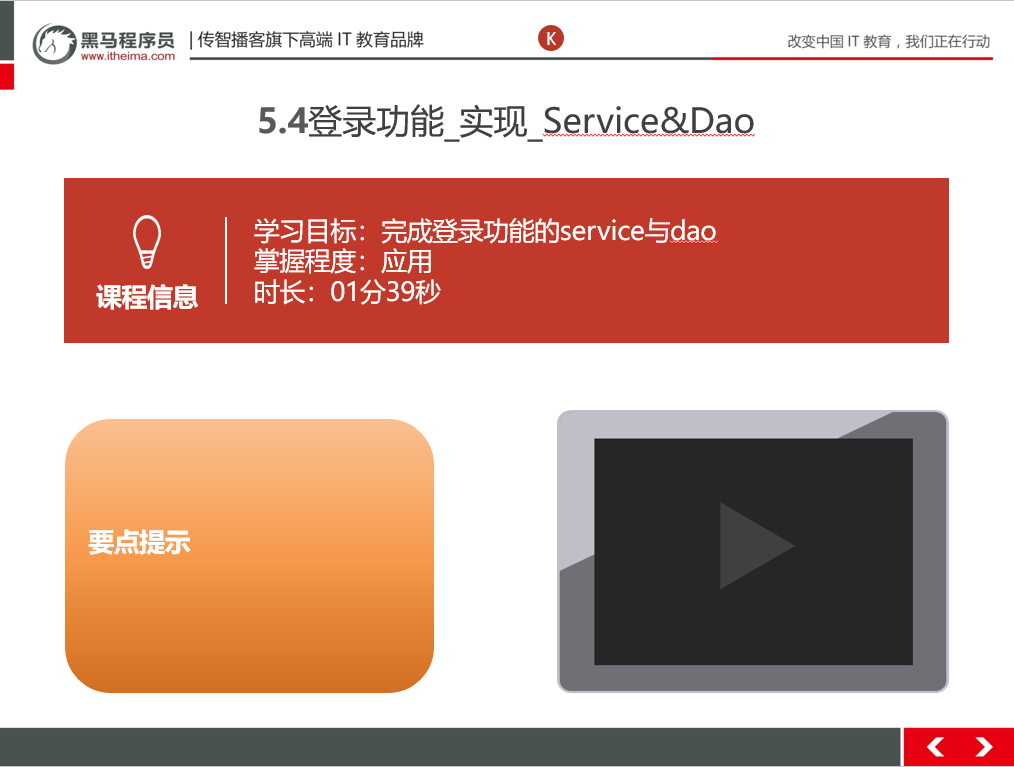 黑马程序员
www.itheima.com
|传智播客旗下高端 IT 教育品牌
K
改变中国 IT 教育，我们正在行动
5.4登录功能_实现_Service&Dao
课程信息
学习目标：完成登录功能的service与dao
掌握程度：应用
时长：01分39秒
要点提示